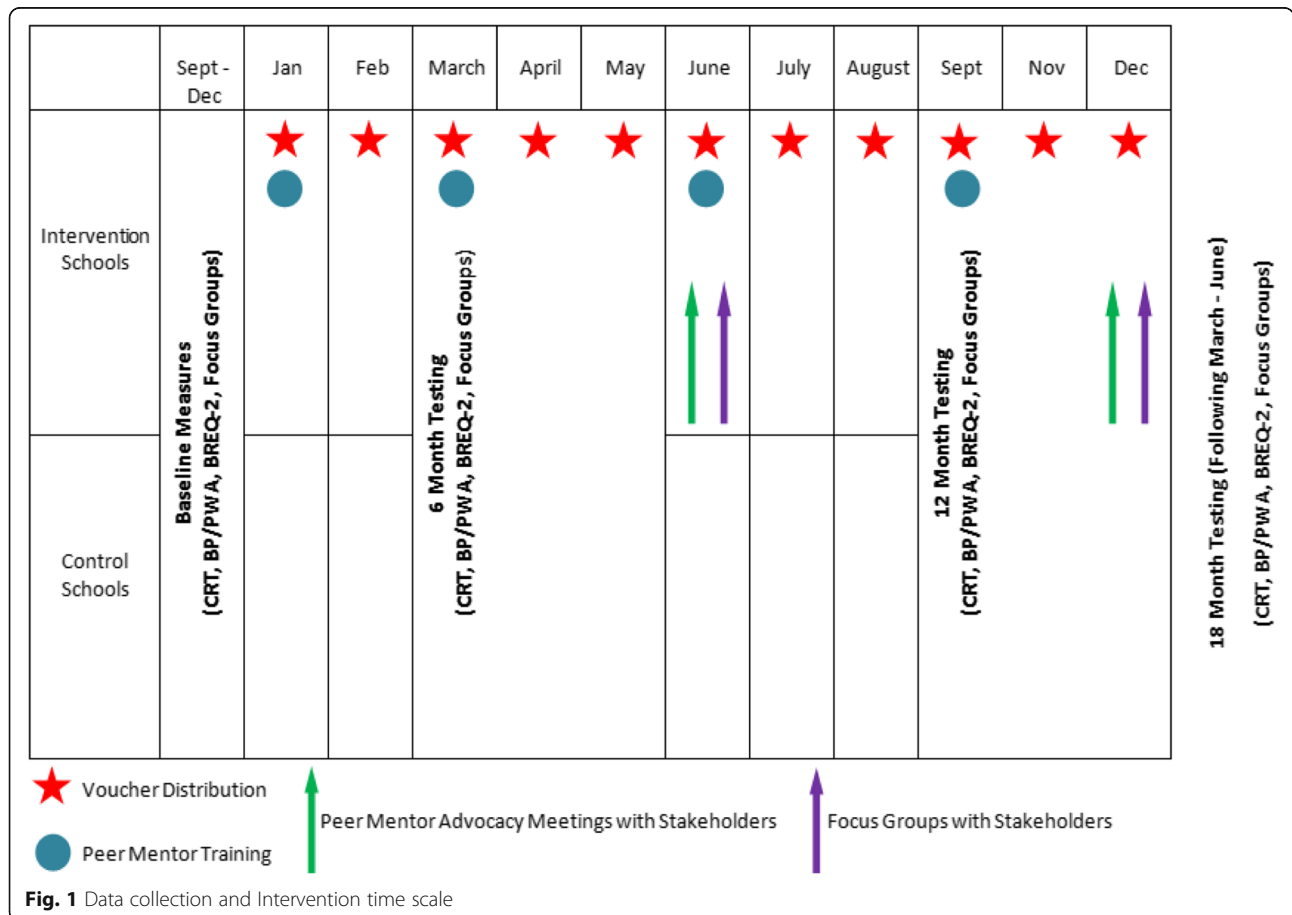 Sept -
Dec
Jan
Feb
March
April
May
June
July
August
Sept
Nov
Dec
Intervention
Schools
Control
Schools
Baseline Measures
(CRT, BP/PWA, BREQ-2, Focus Groups)
6 Month Testing
(CRT, BP/PWA, BREQ-2, Focus Groups)
12 Month Testing
(CRT, BP/PWA, BREQ-2, Focus Groups)
18 Month Testing (Following March - June)
(CRT, BP/PWA, BREQ-2, Focus Groups)
Voucher Distribution
Peer Mentor Training
Peer Mentor Advocacy Meetings with Stakeholders
Focus Groups with Stakeholders
Fig. 1 Data collection and Intervention time scale